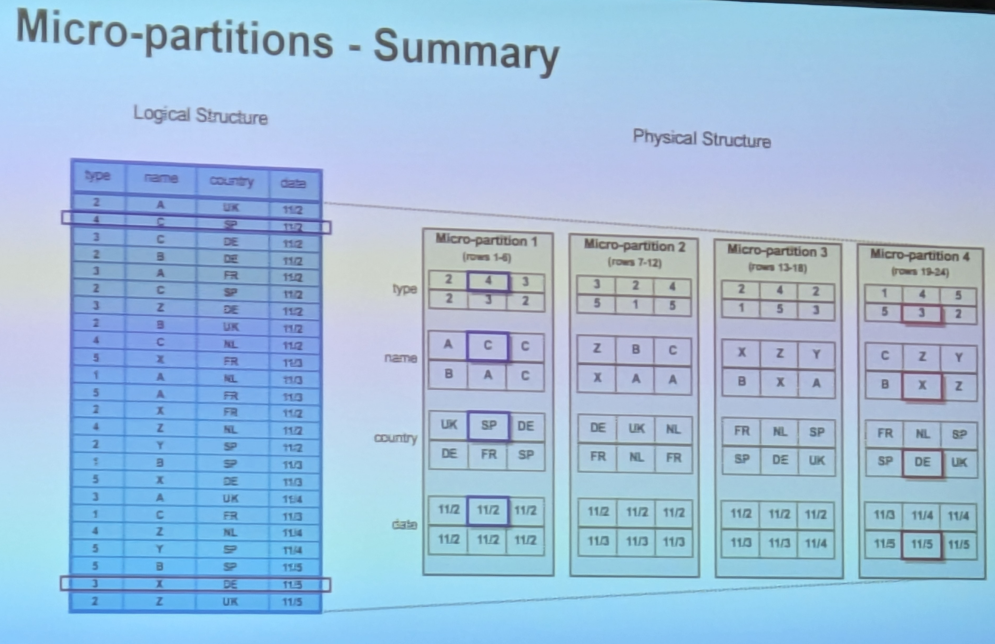 Micro-partitions - Summary
Logical Structure
Physical Structure
type name country date
2 A UK 11/2
4 C SP 11/2
3 C DE 11/2
2 B DE 11/2
3 A FR 11/2
2 C SP 11/2
3 Z DE 11/2
2 B UK 11/2
4 C NL 11/2
5 X FR 11/3
1 A NL 11/3
5 A FR 11/3
2 X FR 11/2
4 Z NL 11/2
2 Y SP 11/2
1 B SP 11/3
5 X DE 11/3
3 A UK 11/4
1 C FR 11/3
4 Z NL 11/4
5 Y SP 11/4
5 B SP 11/5
3 X DE 11/5
2 Z UK 11/5
Micro-partition 1 Micro-partition 2 Micro-partition 3 Micro-partition 4
(rows 1-6) (rows 7-12) (rows 13-18) (rows 19-24)
type
2 4 3 3 2 4 2 4 2 1 4 5
2 3 2 5 1 5 1 5 3 5 3 2
name
A C C Z B C X Z Y C Z Y
B A C X A A B X A B X Z
country
UK SP DE DE UK NL FR NL SP FR NL SP
DE FR SP FR NL FR SP DE UK SP DE UK
date
11/2 11/2 11/2 11/2 11/2 11/2 11/2 11/2 11/2 11/3 11/4 11/4
11/2 11/2 11/2 11/3 11/3 11/3 11/3 11/3 11/4 11/5 11/5 11/5